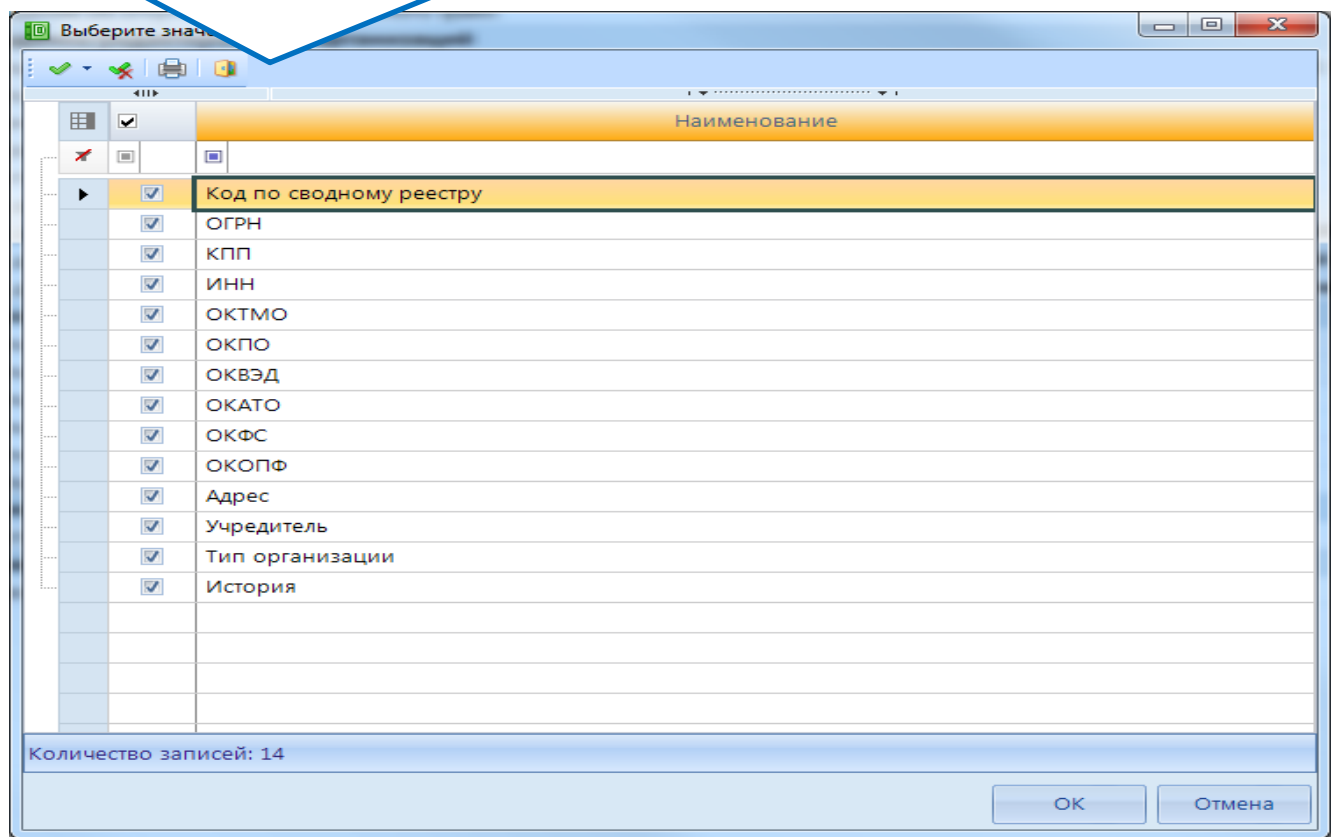 Выберите
Наименование
Код по сводному реестру
ОГРН
КПП
ИНН
ОКТМО
ОКПО
ОКВЭД
ОКАТО
ОКФС
ОКОПФ
Адрес
Учредитель
Тип организации
История
Количество записей: 14
ОК
Отмена